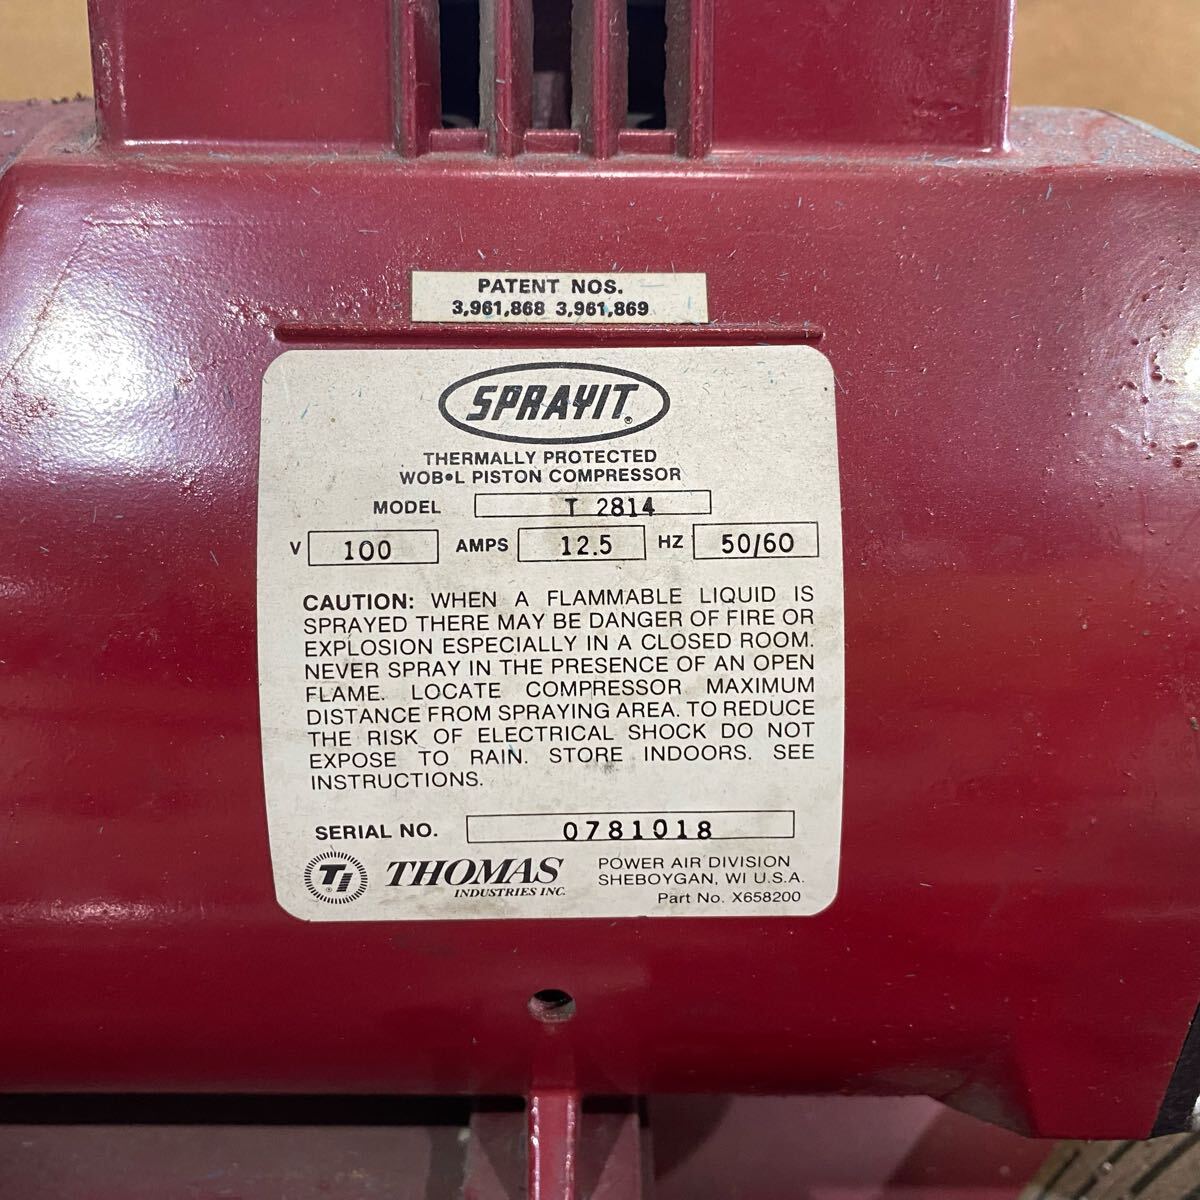 PATENT NOS.
3,961,868 3,961,869
SPRAYIT®
THERMALLY PROTECTED
WOB•L PISTON COMPRESSOR
MODEL T 2814
V 100 AMPS 12.5 HZ 50/60
CAUTION: WHEN A FLAMMABLE LIQUID IS
SPRAYED THERE MAY BE DANGER OF FIRE OR
EXPLOSION ESPECIALLY IN A CLOSED ROOM.
NEVER SPRAY IN THE PRESENCE OF AN OPEN
FLAME. LOCATE COMPRESSOR MAXIMUM
DISTANCE FROM SPRAYING AREA. TO REDUCE
THE RISK OF ELECTRICAL SHOCK DO NOT
EXPOSE TO RAIN. STORE INDOORS. SEE
INSTRUCTIONS.
SERIAL NO. 0781018
TI® THOMAS
INDUSTRIES INC.
POWER AIR DIVISION
SHEBOYGAN, WI U.S.A.
Part No. X658200